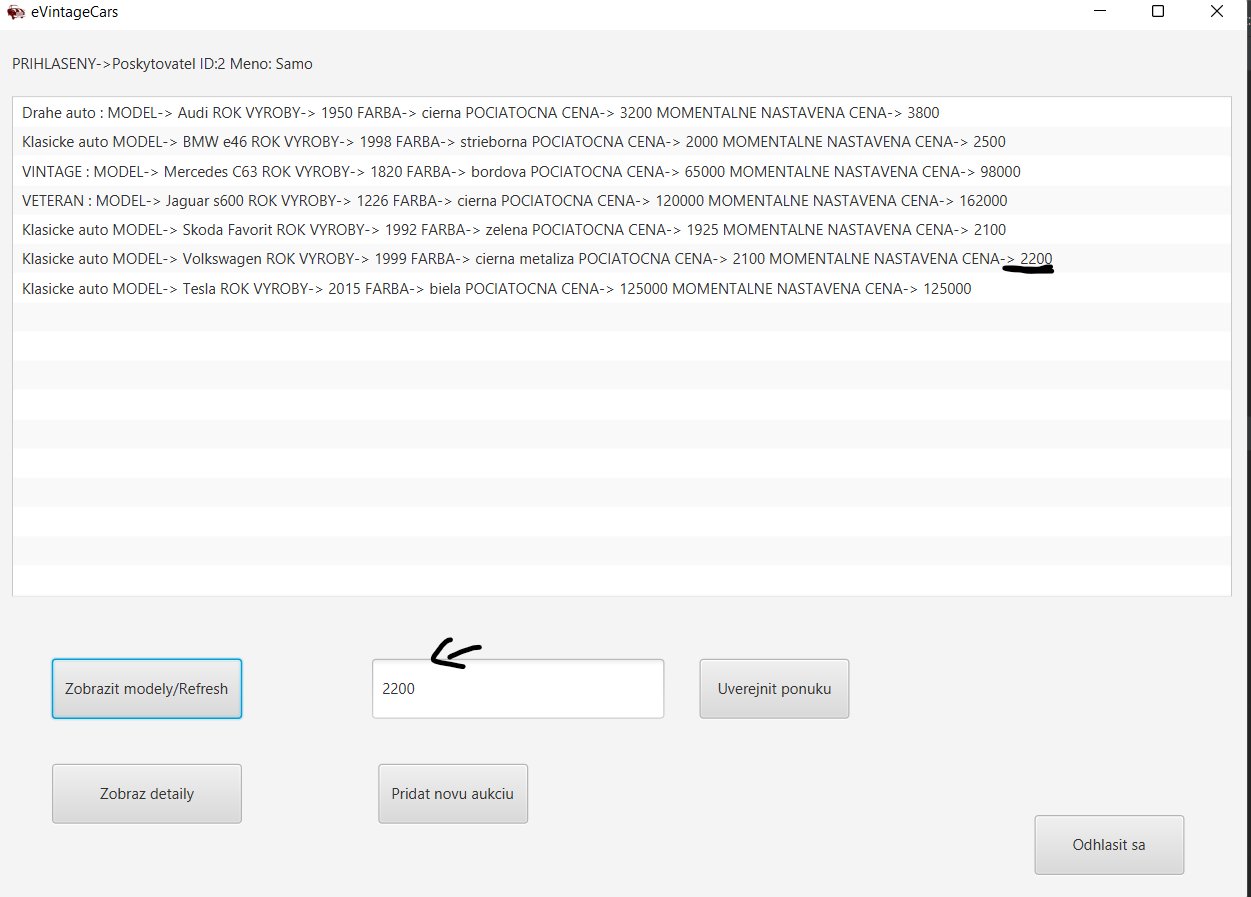 eVintageCars
PRIHLASENY->Poskytovatel ID:2 Meno: Samo
Drahe auto : MODEL-> Audi ROK VYROBY-> 1950 FARBA-> cierna POCIATOCNA CENA-> 3200 MOMENTALNE NASTAVENA CENA-> 3800
Klasicke auto MODEL-> BMW e46 ROK VYROBY-> 1998 FARBA-> strieborna POCIATOCNA CENA-> 2000 MOMENTALNE NASTAVENA CENA-> 2500
VINTAGE : MODEL-> Mercedes C63 ROK VYROBY-> 1820 FARBA-> bordova POCIATOCNA CENA-> 65000 MOMENTALNE NASTAVENA CENA-> 98000
VETERAN : MODEL-> Jaguar s600 ROK VYROBY-> 1226 FARBA-> cierna POCIATOCNA CENA-> 120000 MOMENTALNE NASTAVENA CENA-> 162000
Klasicke auto MODEL-> Skoda Favorit ROK VYROBY-> 1992 FARBA-> zelena POCIATOCNA CENA-> 1925 MOMENTALNE NASTAVENA CENA-> 2100
Klasicke auto MODEL-> Volkswagen ROK VYROBY-> 1999 FARBA-> cierna metaliza POCIATOCNA CENA-> 2100 MOMENTALNE NASTAVENA CENA-> 2200
Klasicke auto MODEL-> Tesla ROK VYROBY-> 2015 FARBA-> biela POCIATOCNA CENA-> 125000 MOMENTALNE NASTAVENA CENA-> 125000
Zobrazit modely/Refresh
2200
Uverejnit ponuku
Zobraz detaily
Pridat novu aukciu
Odhlasit sa